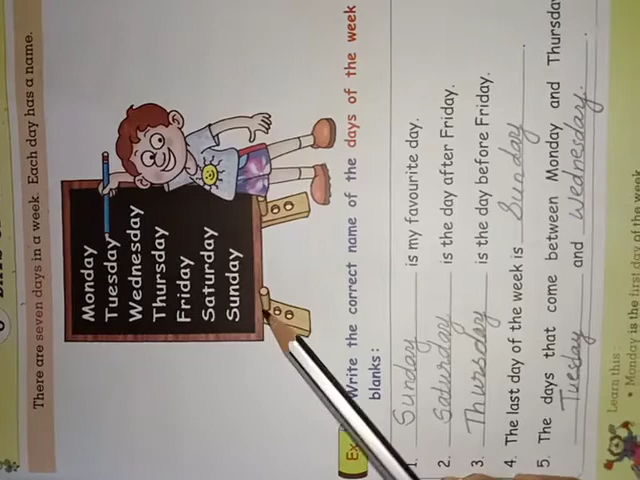 There are seven days in a week. Each day has a name.
Monday
Tuesday
Wednesday
Thursday
Friday
Saturday
Sunday
Ex
Write the correct name of the days of the week
blanks :
1. Sunday is my favourite day.
2. Saturday is the day after Friday.
3. Thursday is the day before Friday.
4. The last day of the week is Sunday.
5. The days that come between Monday and Thursday
Tuesday and Wednesday.
Learn this :
• Monday is the first day of the week